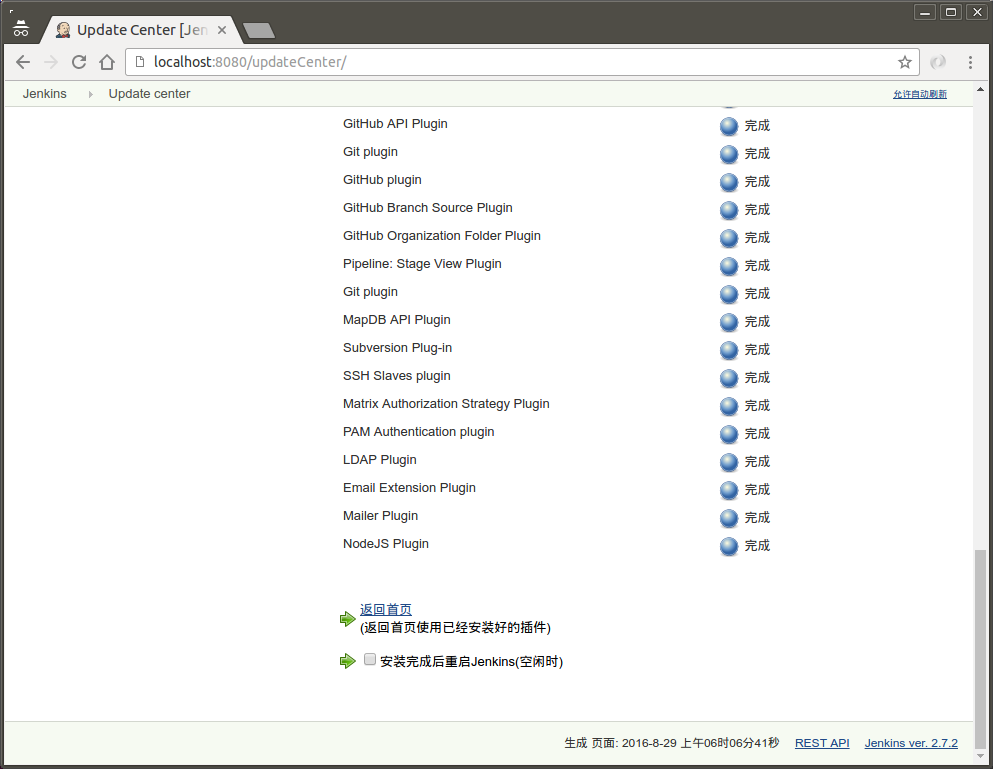 Update Center [Jen
localhost:8080/updateCenter/
Jenkins Update center 允许自动刷新
GitHub API Plugin 完成
Git plugin 完成
GitHub plugin 完成
GitHub Branch Source Plugin 完成
GitHub Organization Folder Plugin 完成
Pipeline: Stage View Plugin 完成
Git plugin 完成
MapDB API Plugin 完成
Subversion Plug-in 完成
SSH Slaves plugin 完成
Matrix Authorization Strategy Plugin 完成
PAM Authentication plugin 完成
LDAP Plugin 完成
Email Extension Plugin 完成
Mailer Plugin 完成
NodeJS Plugin 完成
返回首页
(返回首页使用已经安装好的插件)
安装完成后重启Jenkins(空闲时)
生成 页面: 2016-8-29 上午06时06分41秒 REST API Jenkins ver. 2.7.2